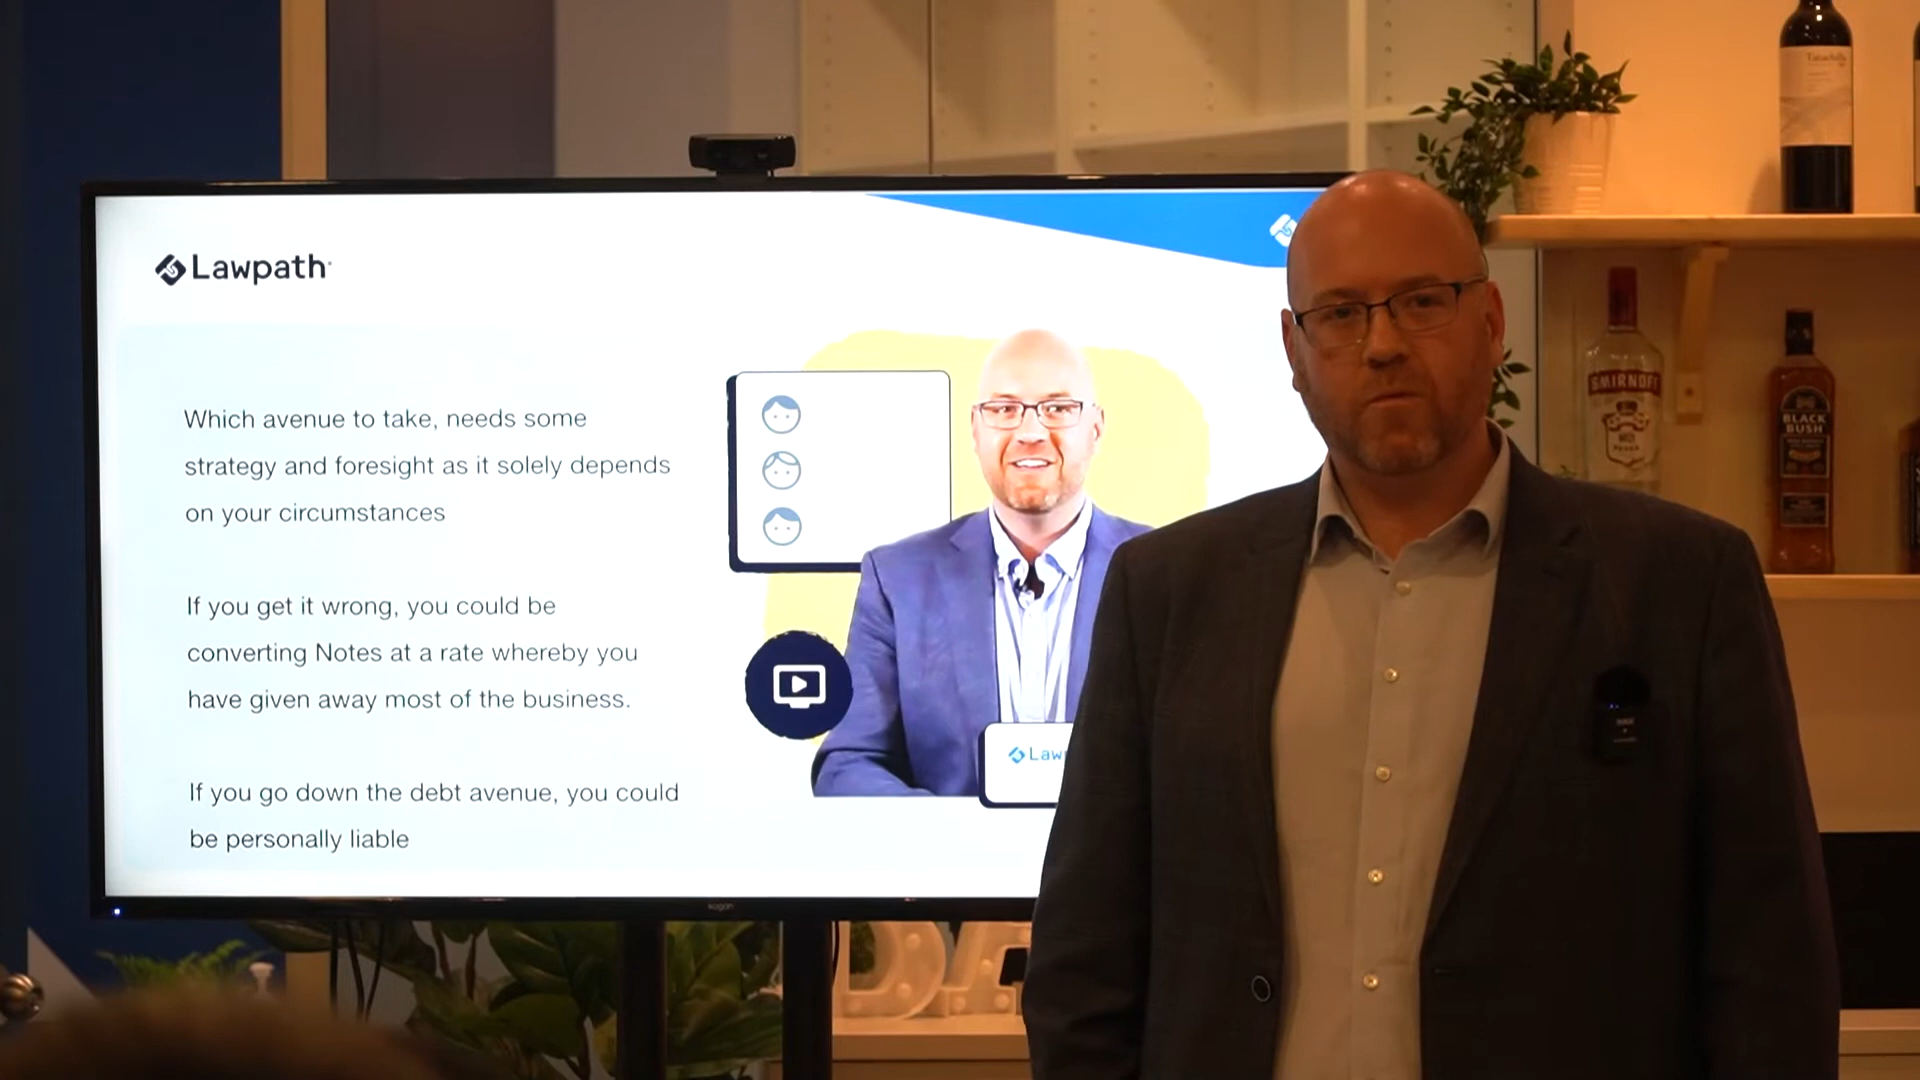 Lawpath
Which avenue to take, needs some
strategy and foresight as it solely depends
on your circumstances
If you get it wrong, you could be
converting Notes at a rate whereby you
have given away most of the business.
If you go down the debt avenue, you could
be personally liable
Law
kogan
SMIRNOFF
BLACK
BUSH